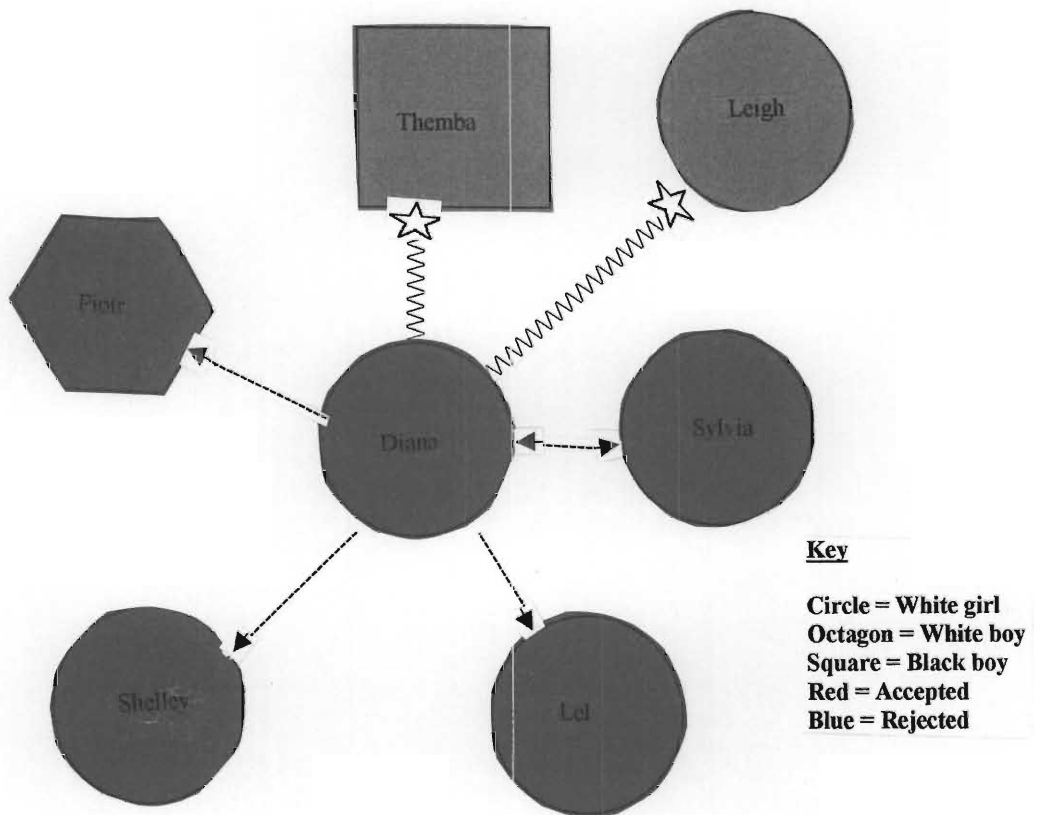 Themba
Leigh
Piotr
Diana
Sylvia
Shelley
Lel
Key
Circle = White girl
Octagon = White boy
Square = Black boy
Red = Accepted
Blue = Rejected